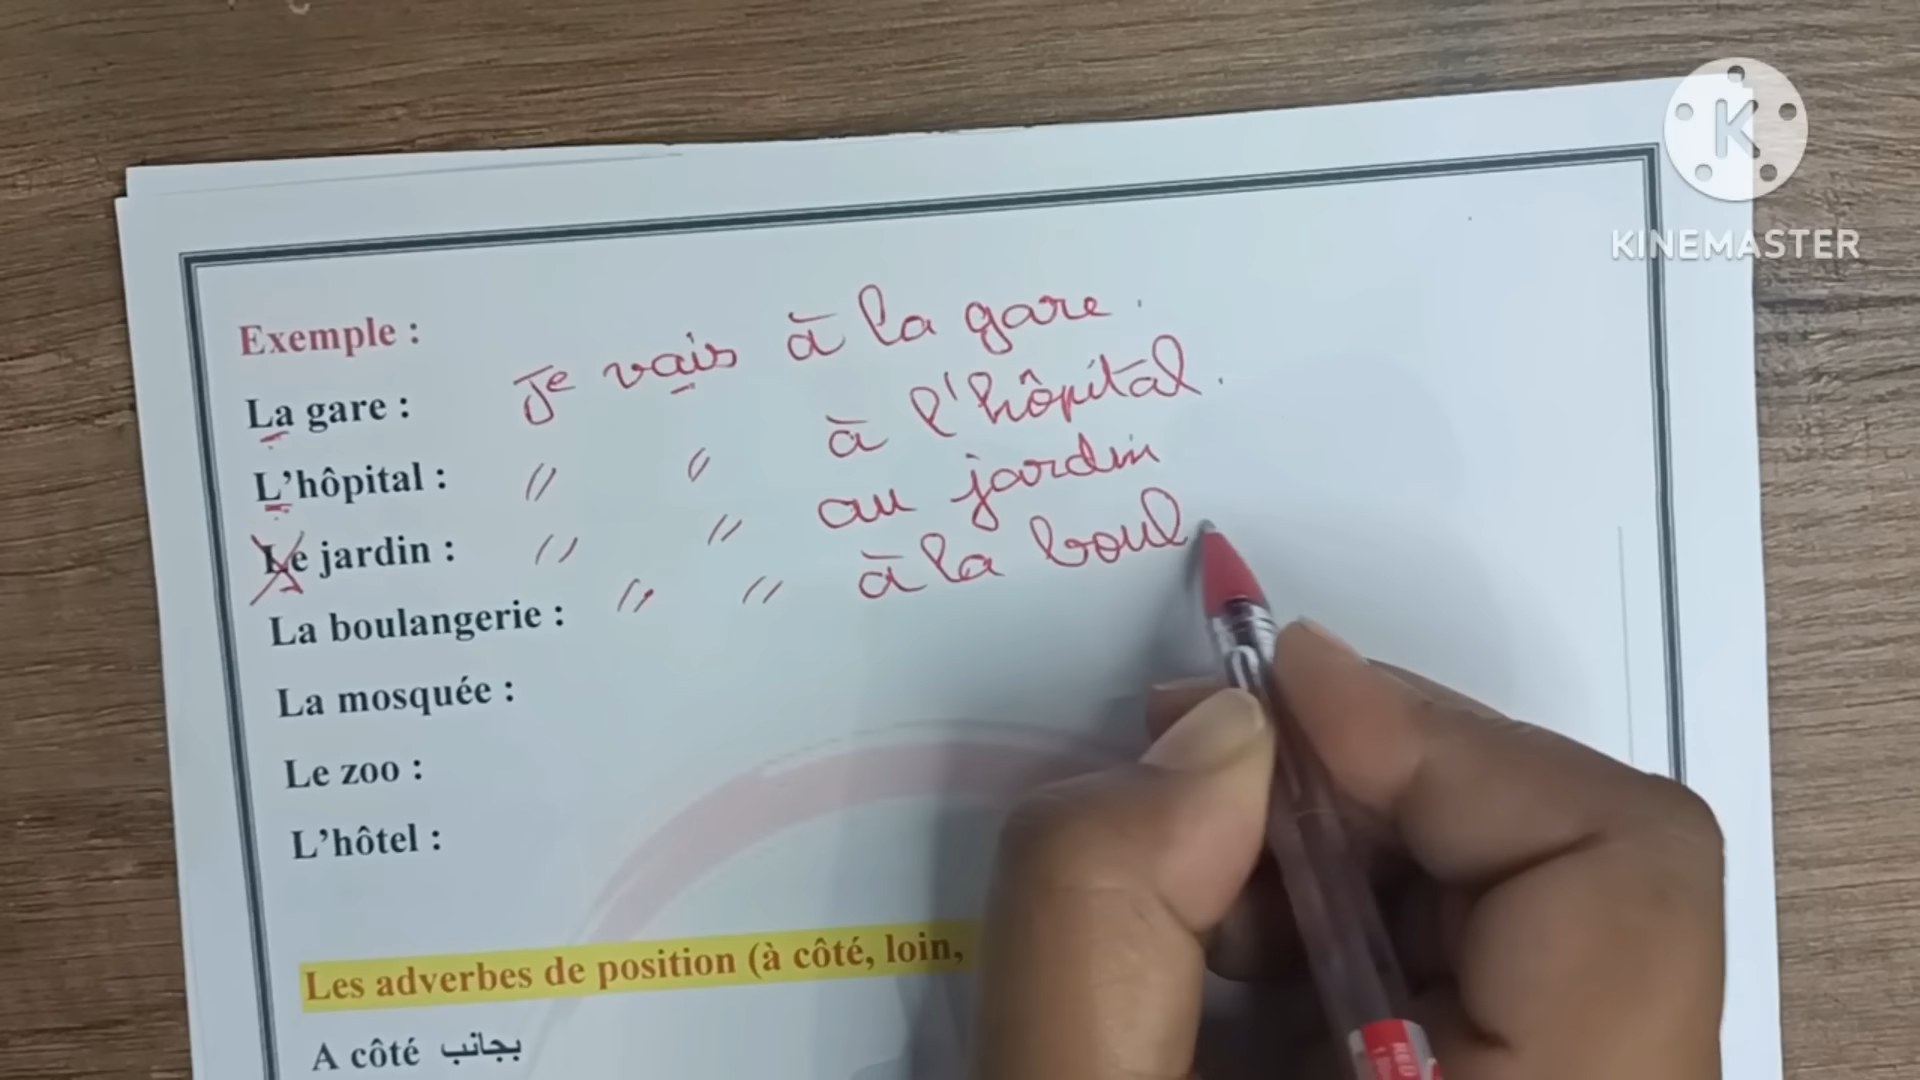 KINEMASTER
Exemple :
La gare : Je vais à la gare.
L'hôpital : " " à l'hôpital.
Le jardin : " " au jardin
La boulangerie : " " à la boul
La mosquée :
Le zoo :
L'hôtel :
Les adverbes de position (à côté, loin,
A côté بجانب